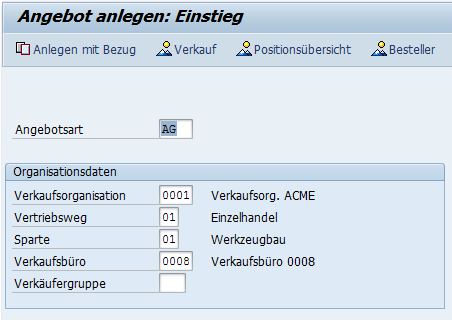 Angebot anlegen: Einstieg
Anlegen mit Bezug Verkauf Positionsübersicht Besteller
Angebotsart AG
Organisationsdaten
Verkaufsorganisation 0001 Verkaufsorg. ACME
Vertriebsweg 01 Einzelhandel
Sparte 01 Werkzeugbau
Verkaufsbüro 0008 Verkaufsbüro 0008
Verkäufergruppe